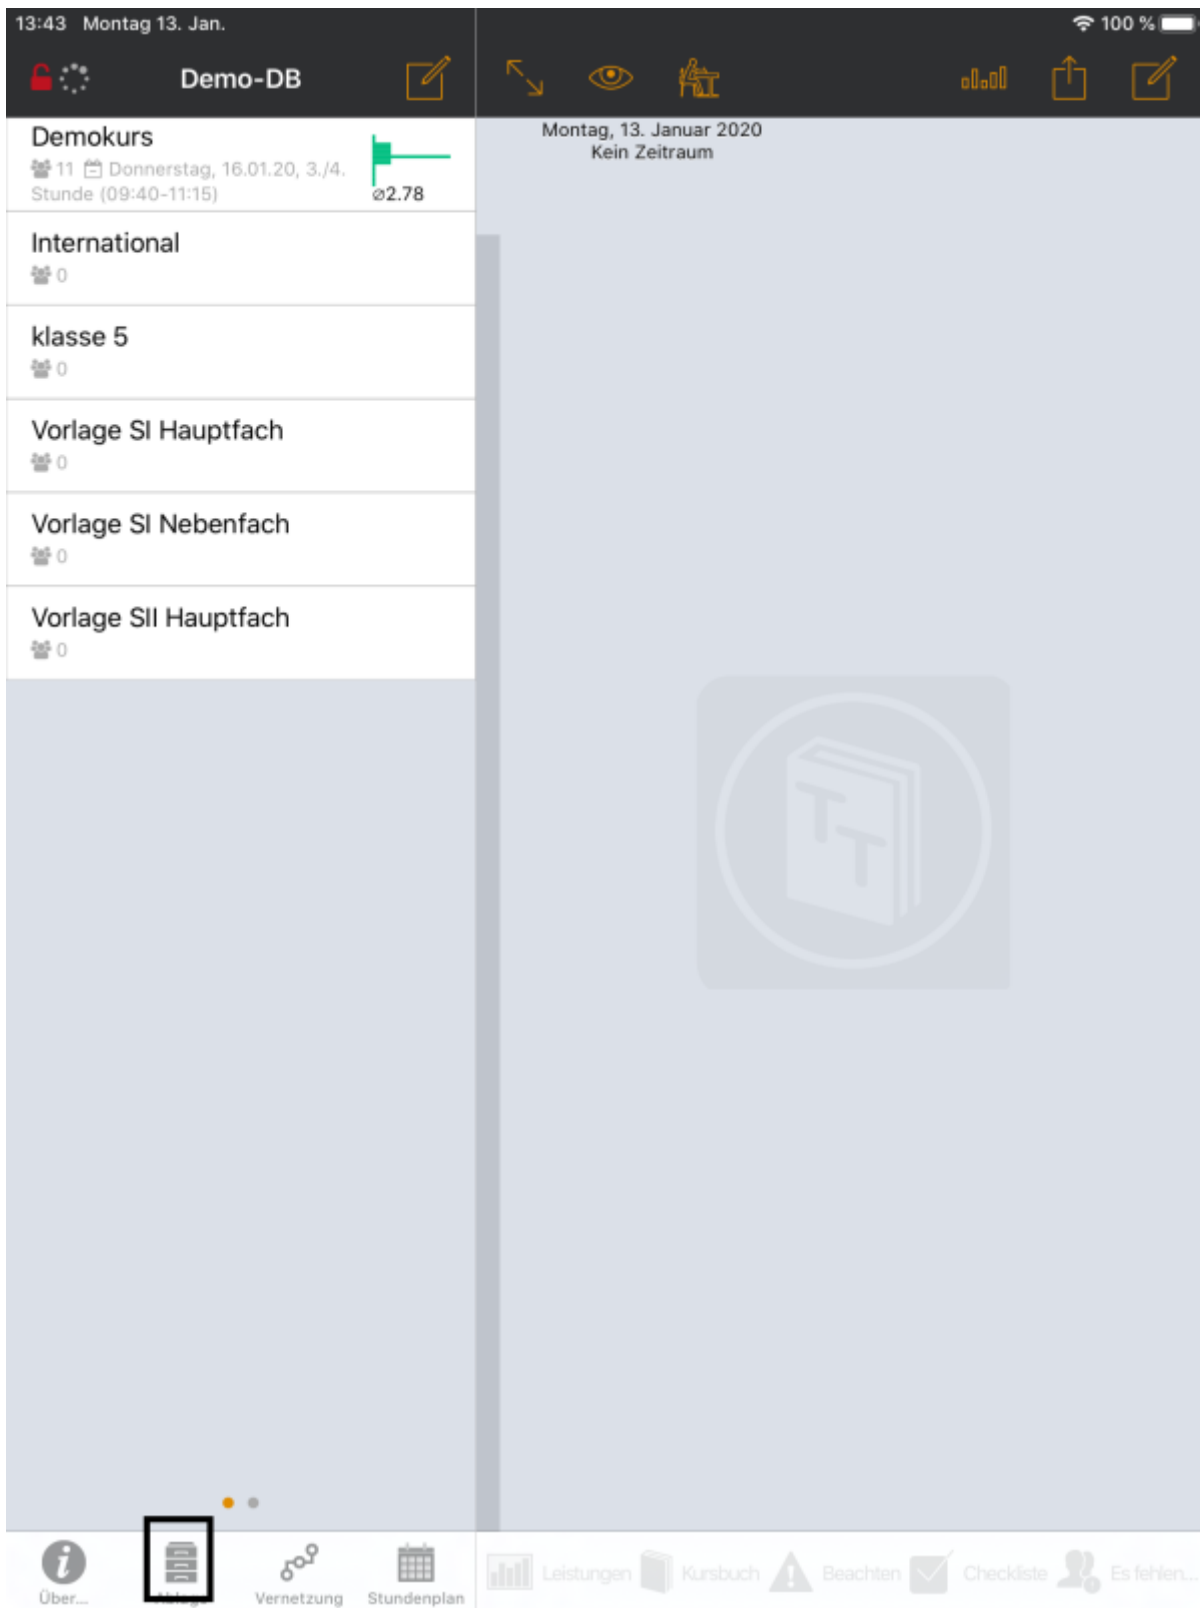 13:43 Montag 13. Jan.
100 %
Demo-DB
Demokurs
11 Donnerstag, 16.01.20, 3./4.
Stunde (09:40-11:15)
⌀2.78
International
0
klasse 5
0
Vorlage SI Hauptfach
0
Vorlage SI Nebenfach
0
Vorlage SII Hauptfach
0
Montag, 13. Januar 2020
Kein Zeitraum
TT
Über...
Ablage
Vernetzung
Stundenplan
Leistungen
Kursbuch
Beachten
Checkliste
Es fehlen...